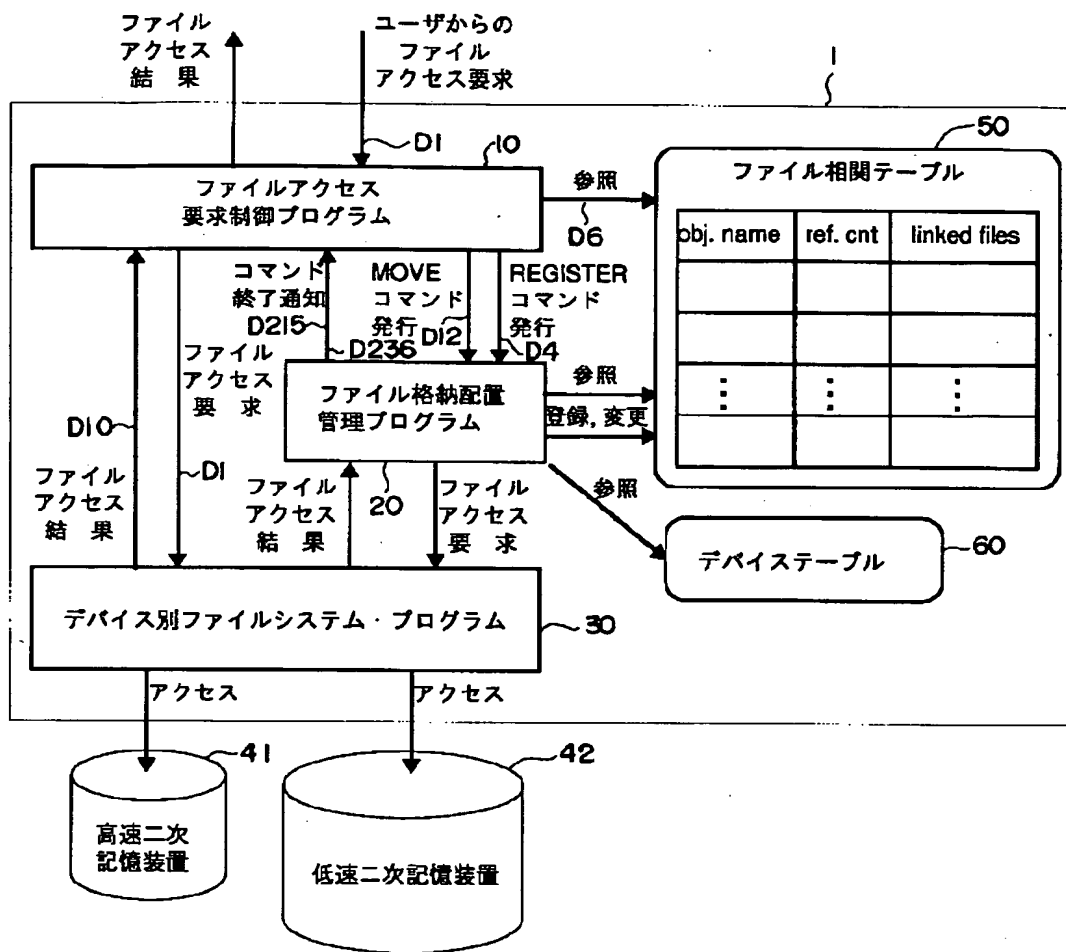 ファイル
アクセス
結 果
ユーザからの
ファイル
アクセス要求
1
D1
10
50
ファイルアクセス
要求制御プログラム
参照
D6
ファイル相関テーブル
obj. name
ref. cnt
linked files
コマンド
終了通知
D215
D236
MOVE
コマンド
発行
D12
REGISTER
コマンド
発行
D4
ファイル
アクセス
要 求
ファイル格納配置
管理プログラム
20
参照
登録, 変更
D10
D1
ファイル
アクセス
結 果
ファイル
アクセス
結 果
ファイル
アクセス
要 求
参照
デバイステーブル
60
デバイス別ファイルシステム・プログラム
30
アクセス
アクセス
41
42
高速二次
記憶装置
低速二次記憶装置